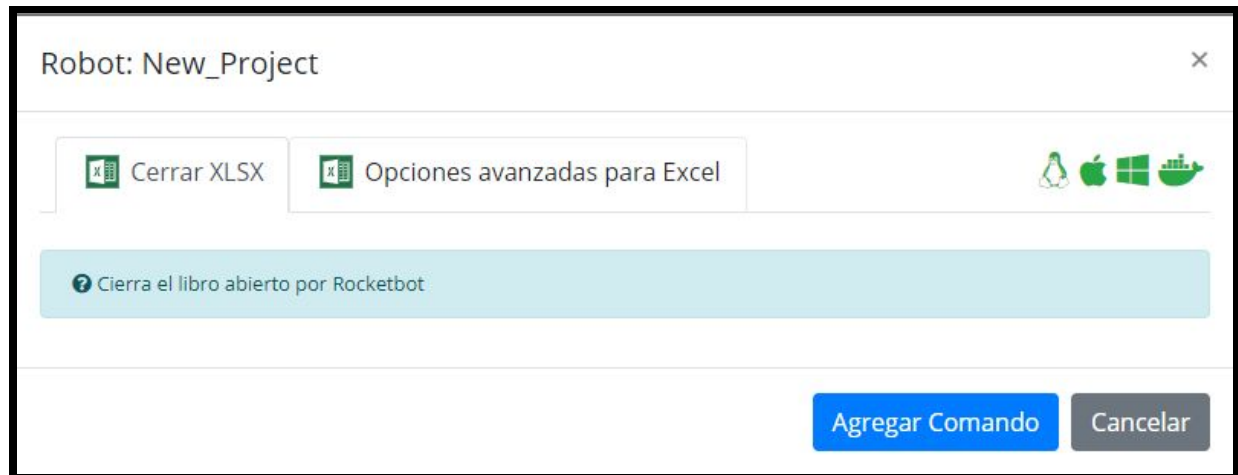 Robot: New_Project ×
Cerrar XLSX Opciones avanzadas para Excel
Cierra el libro abierto por Rocketbot
Agregar Comando Cancelar